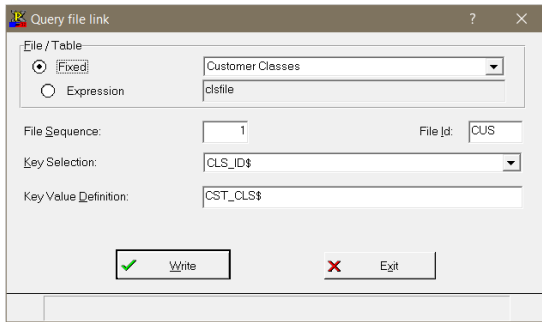 Query file link ? ×
File / Table
Fixed Customer Classes
Expression clsfile
File Sequence: 1 File Id: CUS
Key Selection: CLS_ID$
Key Value Definition: CST_CLS$
Write Exit